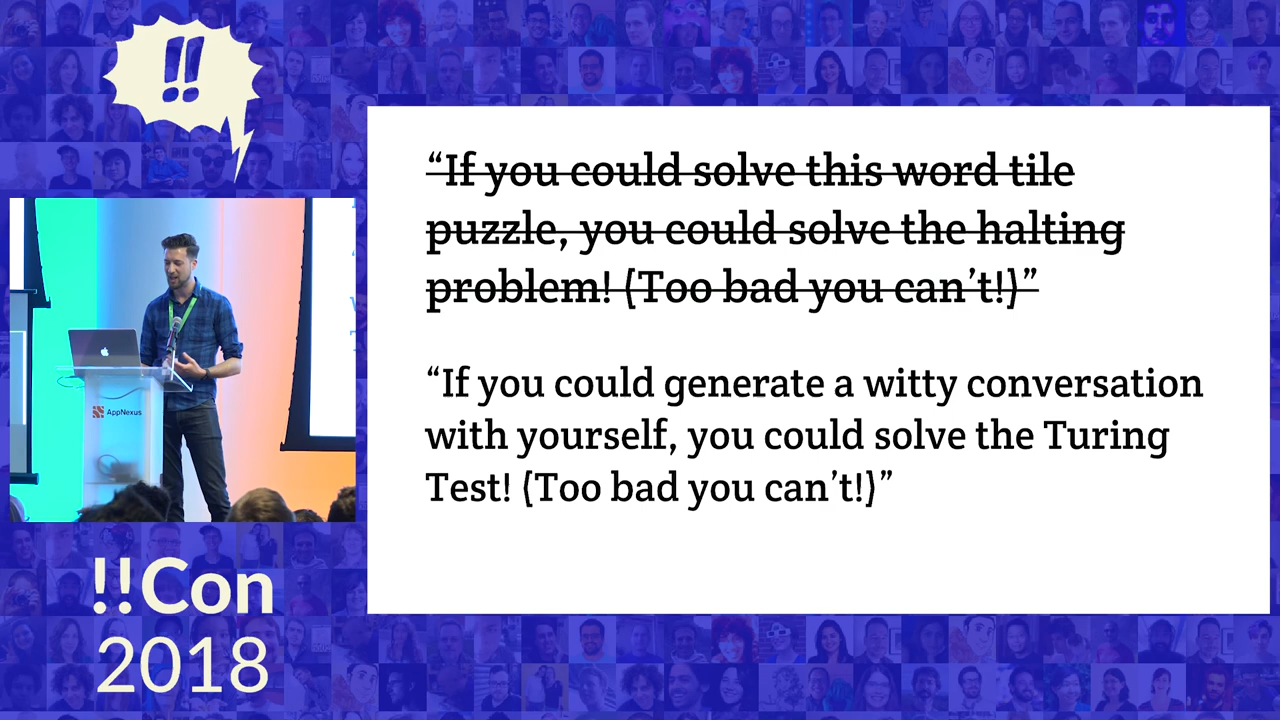 !!
“If you could solve this word tile
puzzle, you could solve the halting
problem! (Too bad you can’t!)”
“If you could generate a witty conversation
with yourself, you could solve the Turing
Test! (Too bad you can’t!)”
AppNexus
!!Con
2018